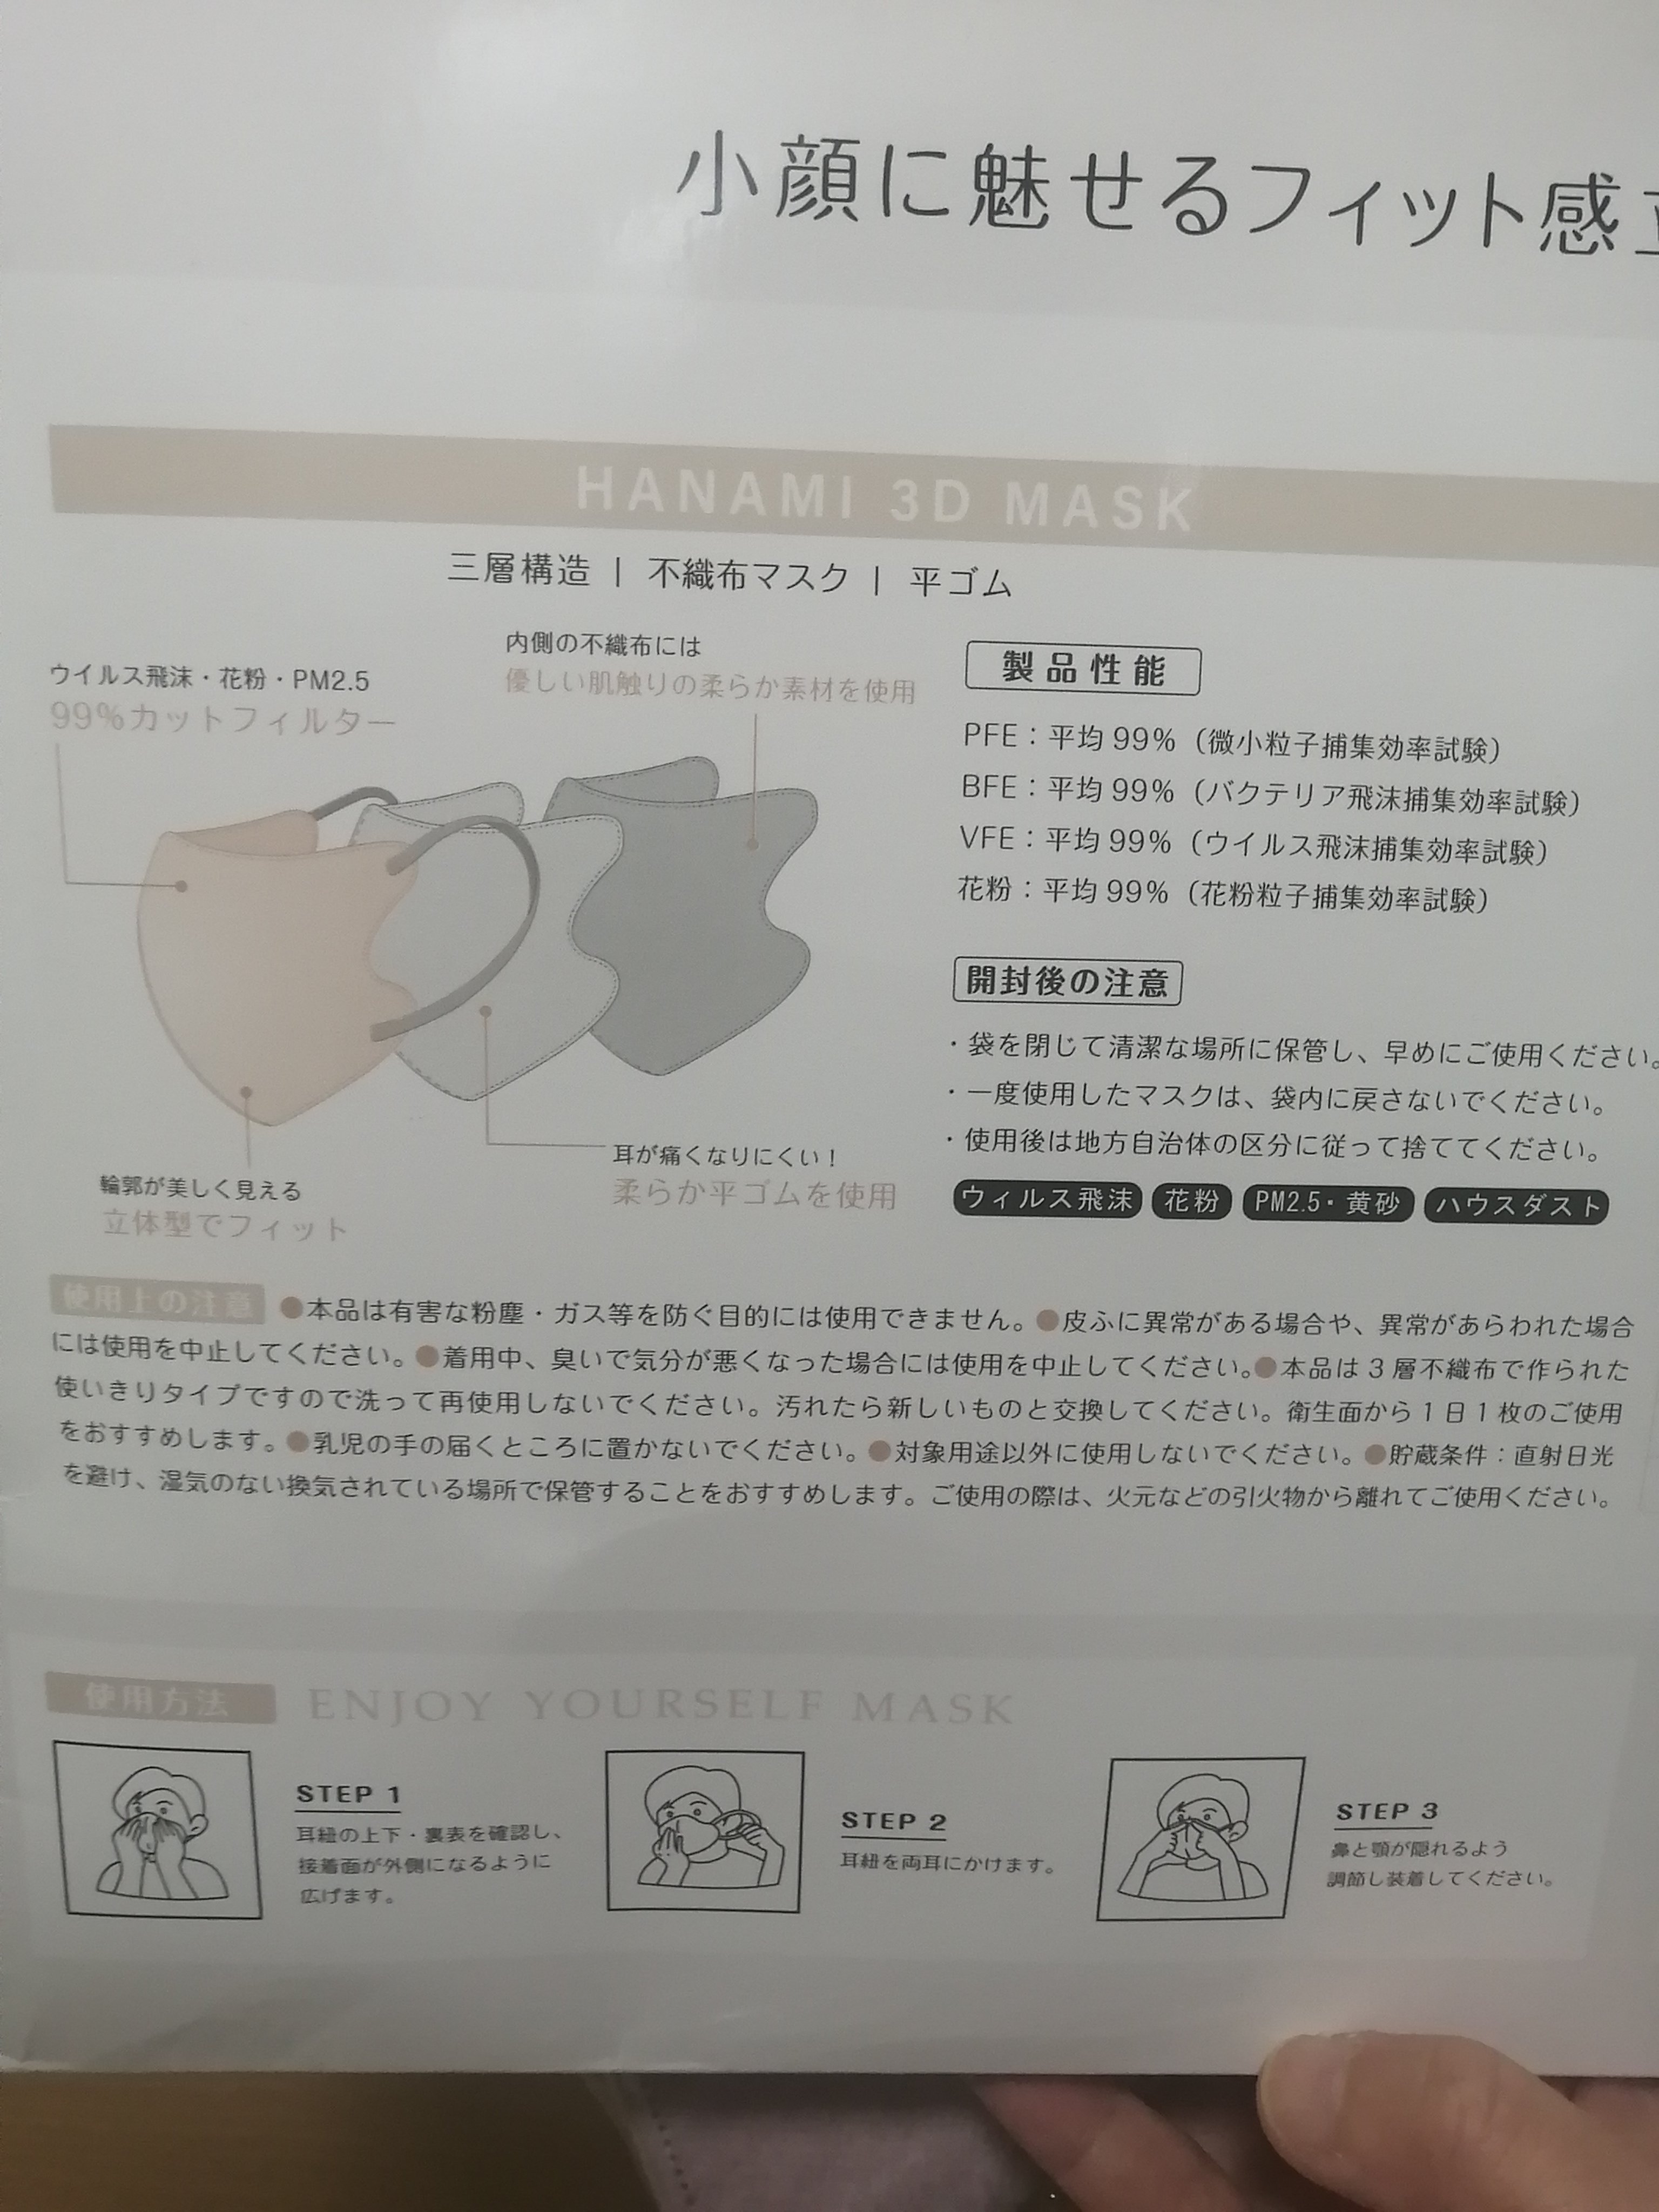 小顔に魅せるフィット感
HANAMI 3D MASK
三層構造 | 不織布マスク | 平ゴム
ウイルス飛沫・花粉・PM2.5
99%カットフィルター
内側の不織布には
優しい肌触りの柔らか素材を使用
輪郭が美しく見える
立体型でフィット
耳が痛くなりにくい！
柔らか平ゴムを使用
製品性能
PFE：平均 99%（微小粒子捕集効率試験）
BFE：平均 99%（バクテリア飛沫捕集効率試験）
VFE：平均 99%（ウイルス飛沫捕集効率試験）
花粉：平均 99%（花粉粒子捕集効率試験）
開封後の注意
・袋を閉じて清潔な場所に保管し、早めにご使用ください。
・一度使用したマスクは、袋内に戻さないでください。
・使用後は地方自治体の区分に従って捨ててください。
ウィルス飛沫 花粉 PM2.5・黄砂 ハウスダスト
使用上の注意 ●本品は有害な粉塵・ガス等を防ぐ目的には使用できません。●皮ふに異常がある場合や、異常があらわれた場合
には使用を中止してください。●着用中、臭いで気分が悪くなった場合には使用を中止してください。●本品は 3 層不織布で作られた
使いきりタイプですので洗って再使用しないでください。汚れたら新しいものと交換してください。衛生面から 1 日 1 枚のご使用
をおすすめします。●乳児の手の届くところに置かないでください。●対象用途以外に使用しないでください。●貯蔵条件：直射日光
を避け、湿気のない換気されている場所で保管することをおすすめします。ご使用の際は、火元などの引火物から離れてご使用ください。
使用方法 ENJOY YOURSELF MASK
STEP 1
耳紐の上下・裏表を確認し、
接着面が外側になるように
広げます。
STEP 2
耳紐を両耳にかけます。
STEP 3
鼻と顎が隠れるよう
調節し装着してください。